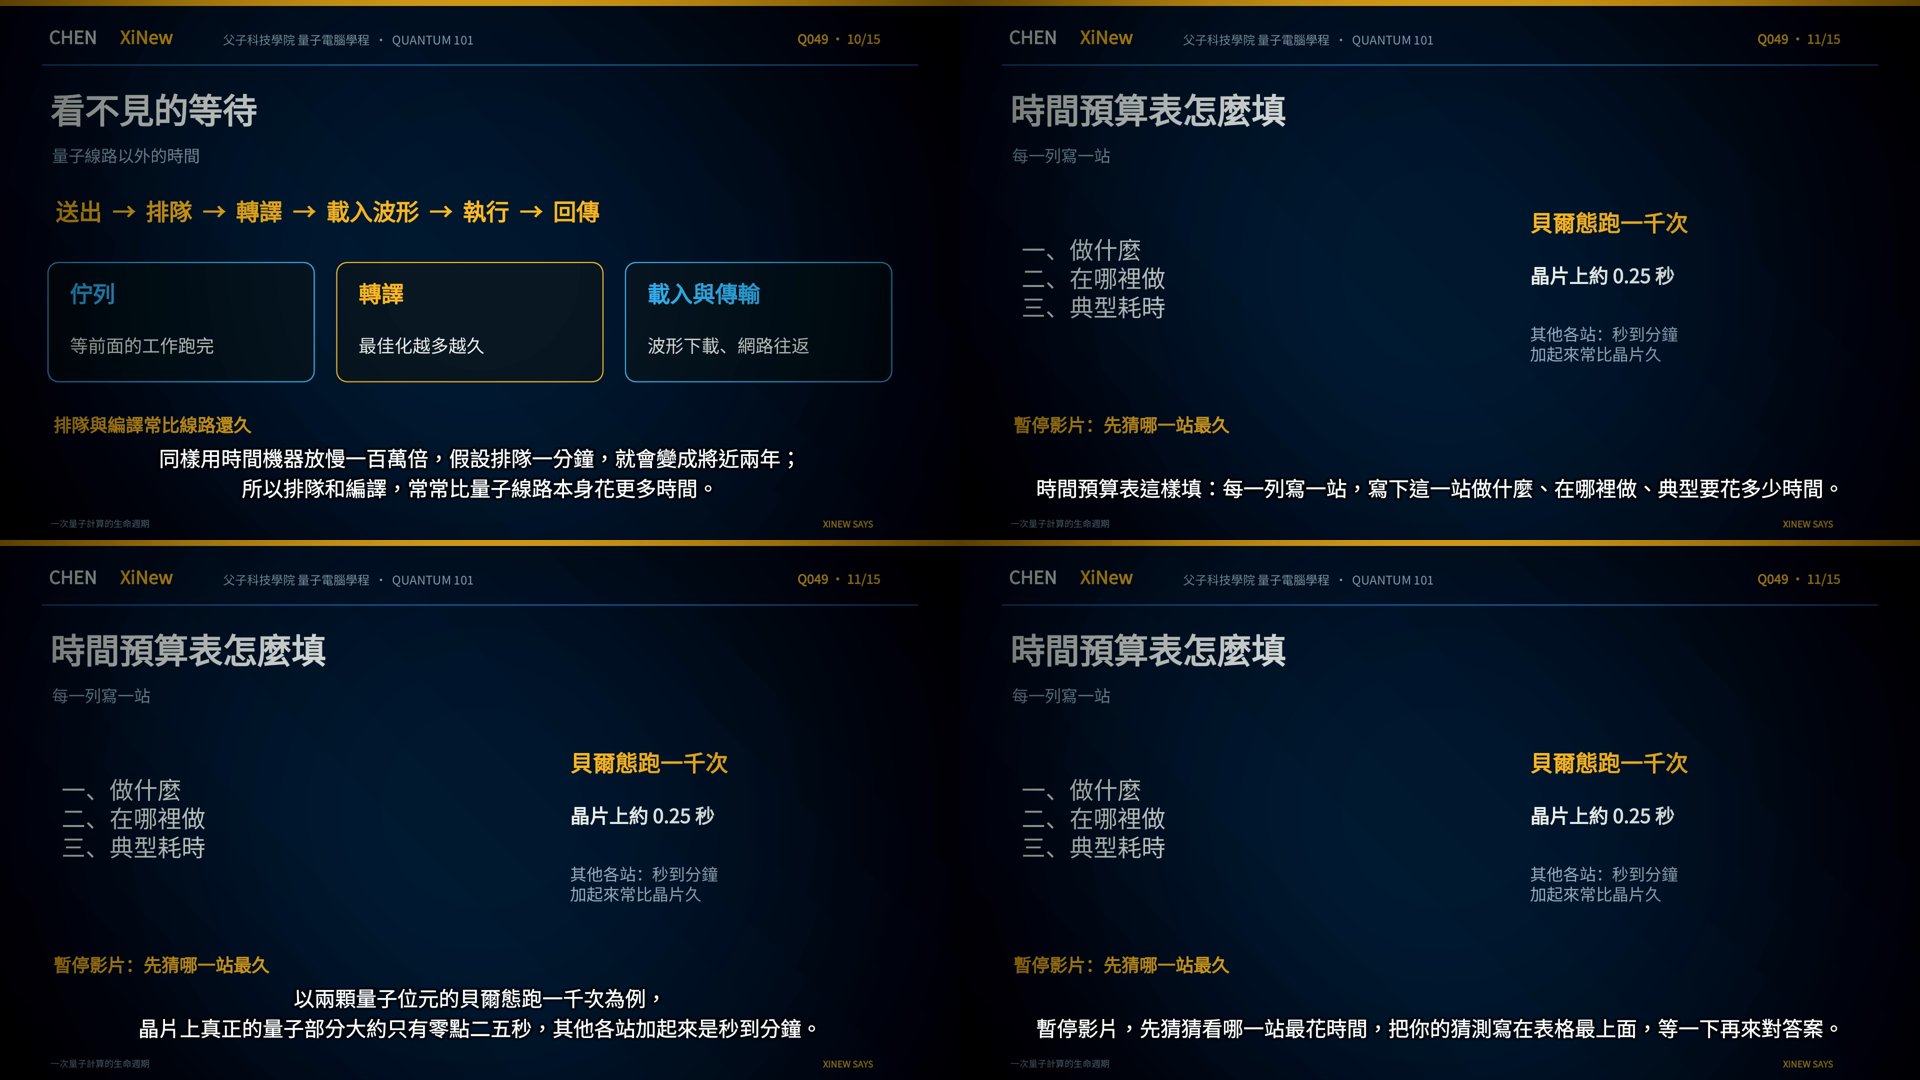 CHEN XiNew 父子科技學院 量子電腦學程 · QUANTUM 101 Q049 · 10/15
看不見的等待
量子線路以外的時間
送出 → 排隊 → 轉譯 → 載入波形 → 執行 → 回傳
佇列
等前面的工作跑完
轉譯
最佳化越多越久
載入與傳輸
波形下載、網路往返
排隊與編譯常比線路還久
同樣用時間機器放慢一百萬倍，假設排隊一分鐘，就會變成將近兩年；
所以排隊和編譯，常常比量子線路本身花更多時間。
一次量子計算的生命週期 XINEW SAYS
CHEN XiNew 父子科技學院 量子電腦學程 · QUANTUM 101 Q049 · 11/15
時間預算表怎麼填
每一列寫一站
一、做什麼
二、在哪裡做
三、典型耗時
貝爾態跑一千次
晶片上約 0.25 秒
其他各站：秒到分鐘
加起來常比晶片久
暫停影片：先猜哪一站最久
時間預算表這樣填：每一列寫一站，寫下這一站做什麼、在哪裡做、典型要花多少時間。
一次量子計算的生命週期 XINEW SAYS
CHEN XiNew 父子科技學院 量子電腦學程 · QUANTUM 101 Q049 · 11/15
時間預算表怎麼填
每一列寫一站
一、做什麼
二、在哪裡做
三、典型耗時
貝爾態跑一千次
晶片上約 0.25 秒
其他各站：秒到分鐘
加起來常比晶片久
暫停影片：先猜哪一站最久
以兩顆量子位元的貝爾態跑一千次為例，
晶片上真正的量子部分大約只有零點二五秒，其他各站加起來是秒到分鐘。
一次量子計算的生命週期 XINEW SAYS
CHEN XiNew 父子科技學院 量子電腦學程 · QUANTUM 101 Q049 · 11/15
時間預算表怎麼填
每一列寫一站
一、做什麼
二、在哪裡做
三、典型耗時
貝爾態跑一千次
晶片上約 0.25 秒
其他各站：秒到分鐘
加起來常比晶片久
暫停影片：先猜哪一站最久
暫停影片，先猜猜看哪一站最花時間，把你的猜測寫在表格最上面，等一下再來對答案。
一次量子計算的生命週期 XINEW SAYS